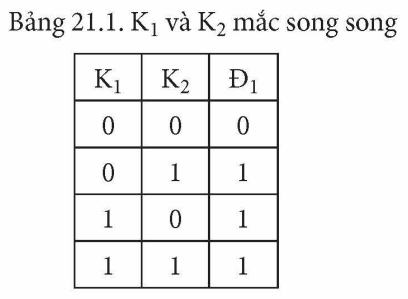 Bảng 21.1. K₁ và K₂ mắc song song
K₁ K₂ Đ₁
0 0 0
0 1 1
1 0 1
1 1 1